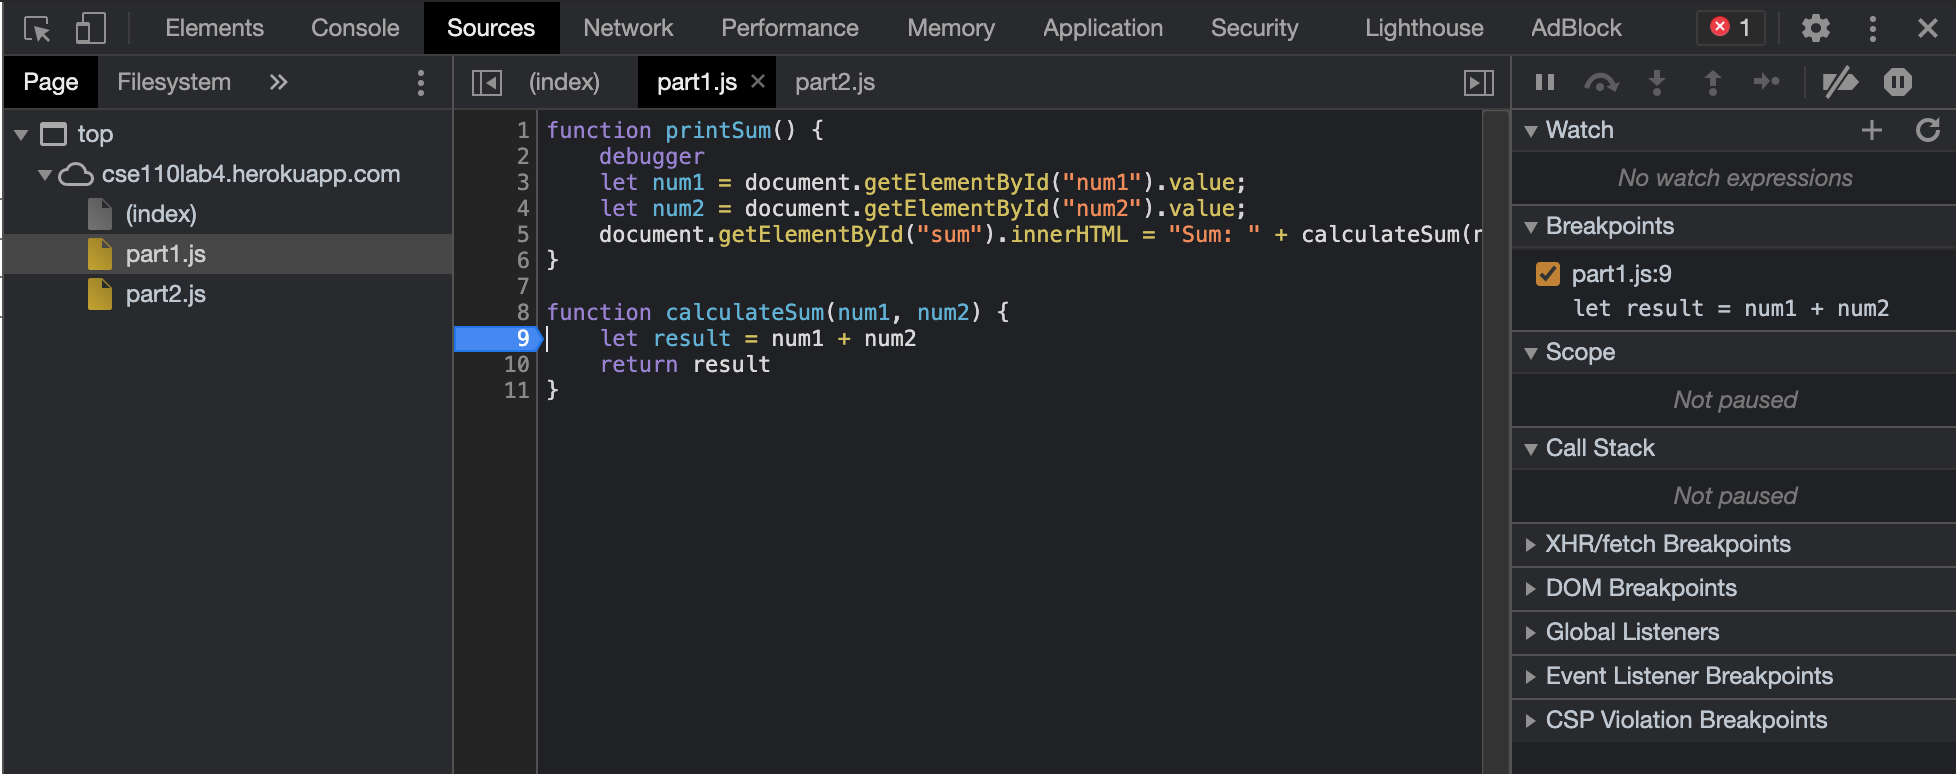 Elements Console Sources Network Performance Memory Application Security Lighthouse AdBlock 1
Page Filesystem
top
cse110lab4.herokuapp.com
(index)
part1.js
part2.js
(index) part1.js part2.js
1 function printSum() {
2     debugger
3     let num1 = document.getElementById("num1").value;
4     let num2 = document.getElementById("num2").value;
5     document.getElementById("sum").innerHTML = "Sum: " + calculateSum(n
6 }
7
8 function calculateSum(num1, num2) {
9     let result = num1 + num2
10     return result
11 }
Watch
No watch expressions
Breakpoints
part1.js:9
let result = num1 + num2
Scope
Not paused
Call Stack
Not paused
XHR/fetch Breakpoints
DOM Breakpoints
Global Listeners
Event Listener Breakpoints
CSP Violation Breakpoints